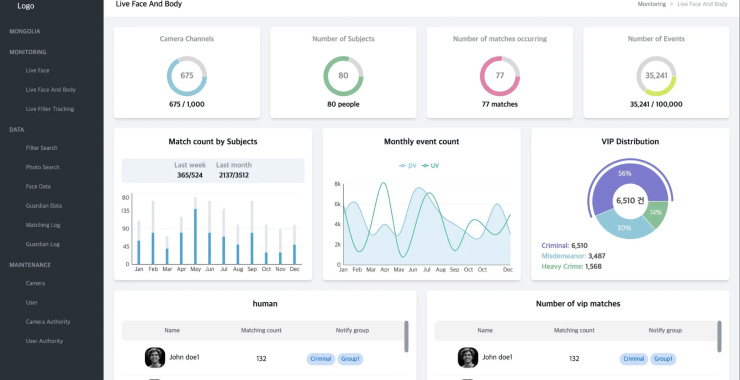 Logo
Live Face And Body
Monitoring > Live Face And Body
MONGOLIA
MONITORING
Live Face
Live Face And Body
Live Filter Tracking
DATA
Filter Search
Photo Search
Face Data
Guardian Data
Matching Log
Guardian Log
MAINTENANCE
Camera
User
Camera Authority
User Authority
Camera Channels
675
675 / 1,000
Number of Subjects
80
80 people
Number of matches occurring
77
77 matches
Number of Events
35,241
35,241 / 100,000
Match count by Subjects
Last week Last month
365/524 2137/3512
80
135
90
45
0
Jan Feb Mar Apr May Jun Jul Aug Sep Oct Nov Dec
Monthly event count
DV UV
8k
6k
4k
2k
0
Jan Feb Mar Apr May Jun Jul Aug Sep Oct Oct Dec
VIP Distribution
56%
6,510 건
14%
30%
Criminal: 6,510
Misdemeanor: 3,487
Heavy Crime: 1,568
human
Name Matching count Notify group
John doe1 132 Criminal Group1
Number of vip matches
Name Matching count Notify group
John doe1 132 Criminal Group1